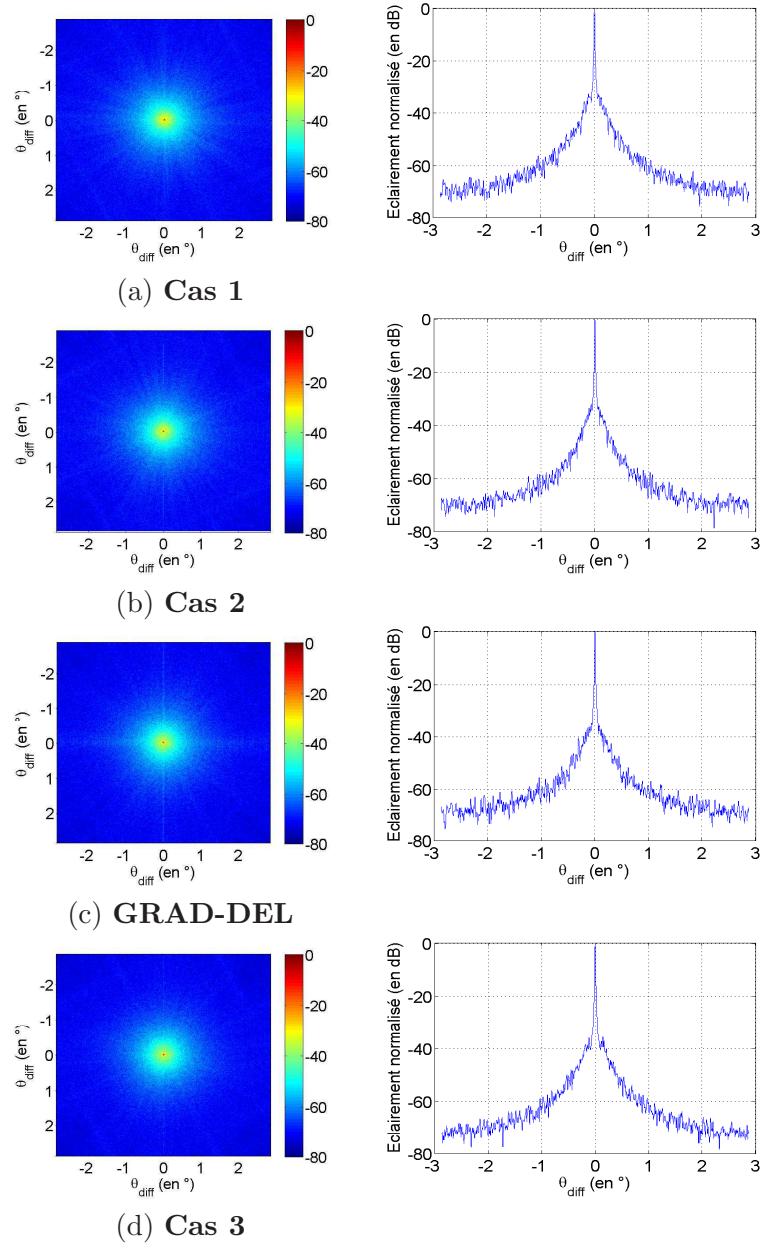 -2
-1
0
1
2
θdiff (en °)
-2 -1 0 1 2
θdiff (en °)
0
-20
-40
-60
-80
Eclairement normalisé (en dB)
0
-20
-40
-60
-80
-3 -2 -1 0 1 2 3
θdiff (en °)
(a) Cas 1
-2
-1
0
1
2
θdiff (en °)
-2 -1 0 1 2
θdiff (en °)
0
-20
-40
-60
-80
Eclairement normalisé (en dB)
0
-20
-40
-60
-80
-3 -2 -1 0 1 2 3
θdiff (en °)
(b) Cas 2
-2
-1
0
1
2
θdiff (en °)
-2 -1 0 1 2
θdiff (en °)
0
-20
-40
-60
-80
Eclairement normalisé (en dB)
0
-20
-40
-60
-80
-3 -2 -1 0 1 2 3
θdiff (en °)
(c) GRAD-DEL
-2
-1
0
1
2
θdiff (en °)
-2 -1 0 1 2
θdiff (en °)
0
-20
-40
-60
-80
Eclairement normalisé (en dB)
0
-20
-40
-60
-80
-3 -2 -1 0 1 2 3
θdiff (en °)
(d) Cas 3